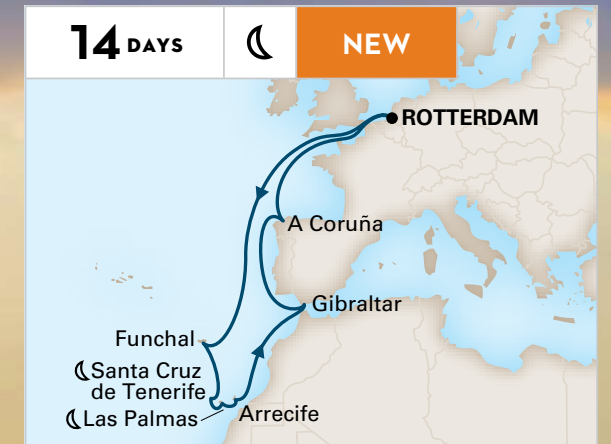 14 DAYS
NEW
ROTTERDAM
A Coruña
Gibraltar
Funchal
Santa Cruz
de Tenerife
Las Palmas
Arrecife